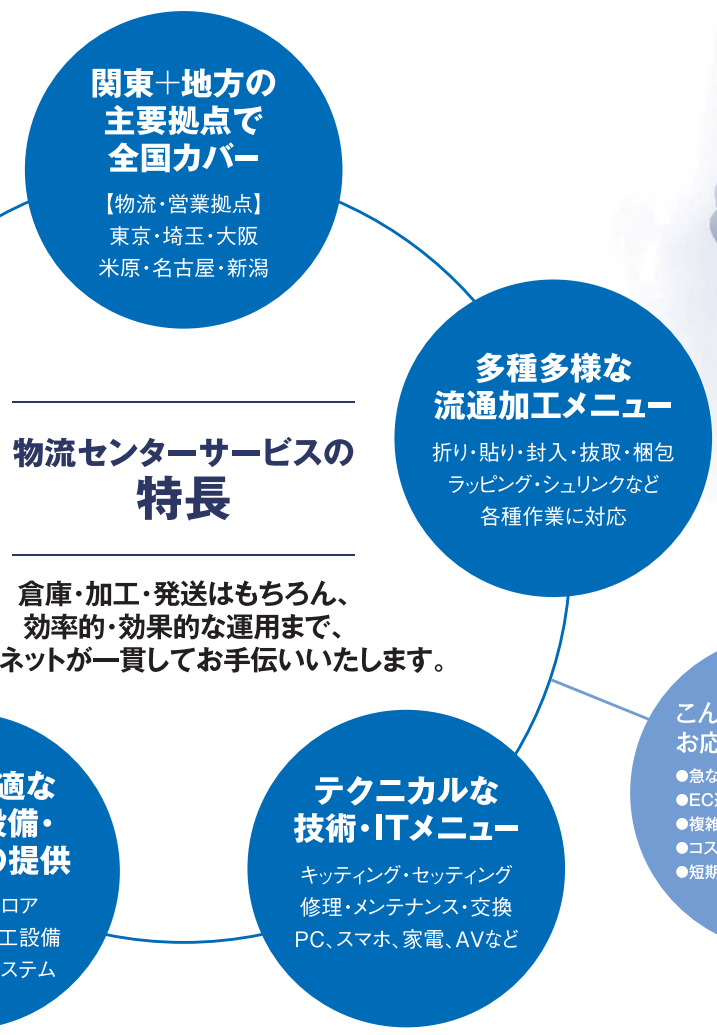 関東＋地方の
主要拠点で
全国カバー
【物流・営業拠点】
東京・埼玉・大阪
米原・名古屋・新潟
多種多様な
流通加工メニュー
折り・貼り・封入・抜取・梱包
ラッピング・シュリンクなど
各種作業に対応
物流センターサービスの
特長
倉庫・加工・発送はもちろん、
効率的・効果的な運用まで、
ネットが一貫してお手伝いいたします。
適な
設備・
の提供
ロア
工設備
ステム
テクニカルな
技術・ITメニュー
キッティング・セッティング
修理・メンテナンス・交換
PC、スマホ、家電、AVなど
こん
お応
●急な
●EC
●複雑
●コス
●短期